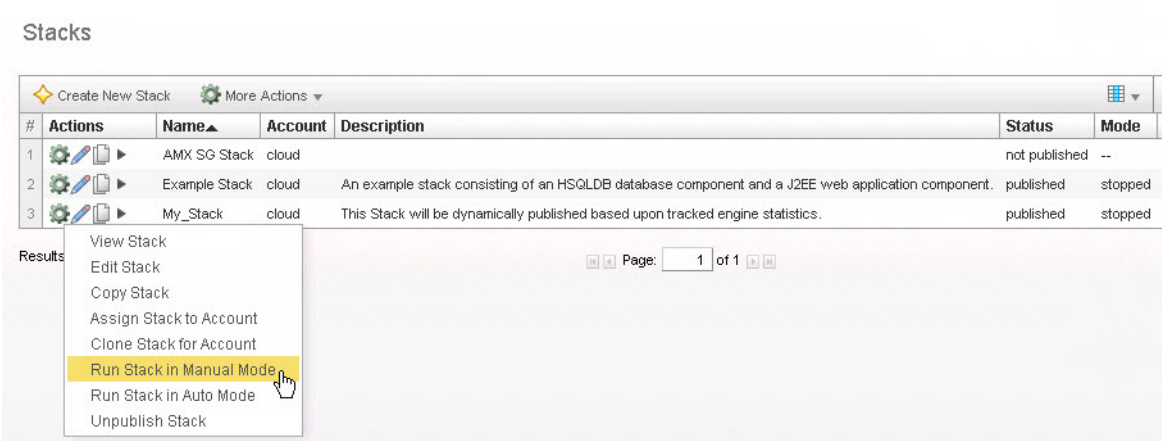 Stacks
Create New Stack More Actions
# Actions Name Account Description Status Mode
1 AMX SG Stack cloud not published --
2 Example Stack cloud An example stack consisting of an HSQLDB database component and a J2EE web application component. published stopped
3 My_Stack cloud This Stack will be dynamically published based upon tracked engine statistics. published stopped
Results Page: 1 of 1
View Stack
Edit Stack
Copy Stack
Assign Stack to Account
Clone Stack for Account
Run Stack in Manual Mode
Run Stack in Auto Mode
Unpublish Stack